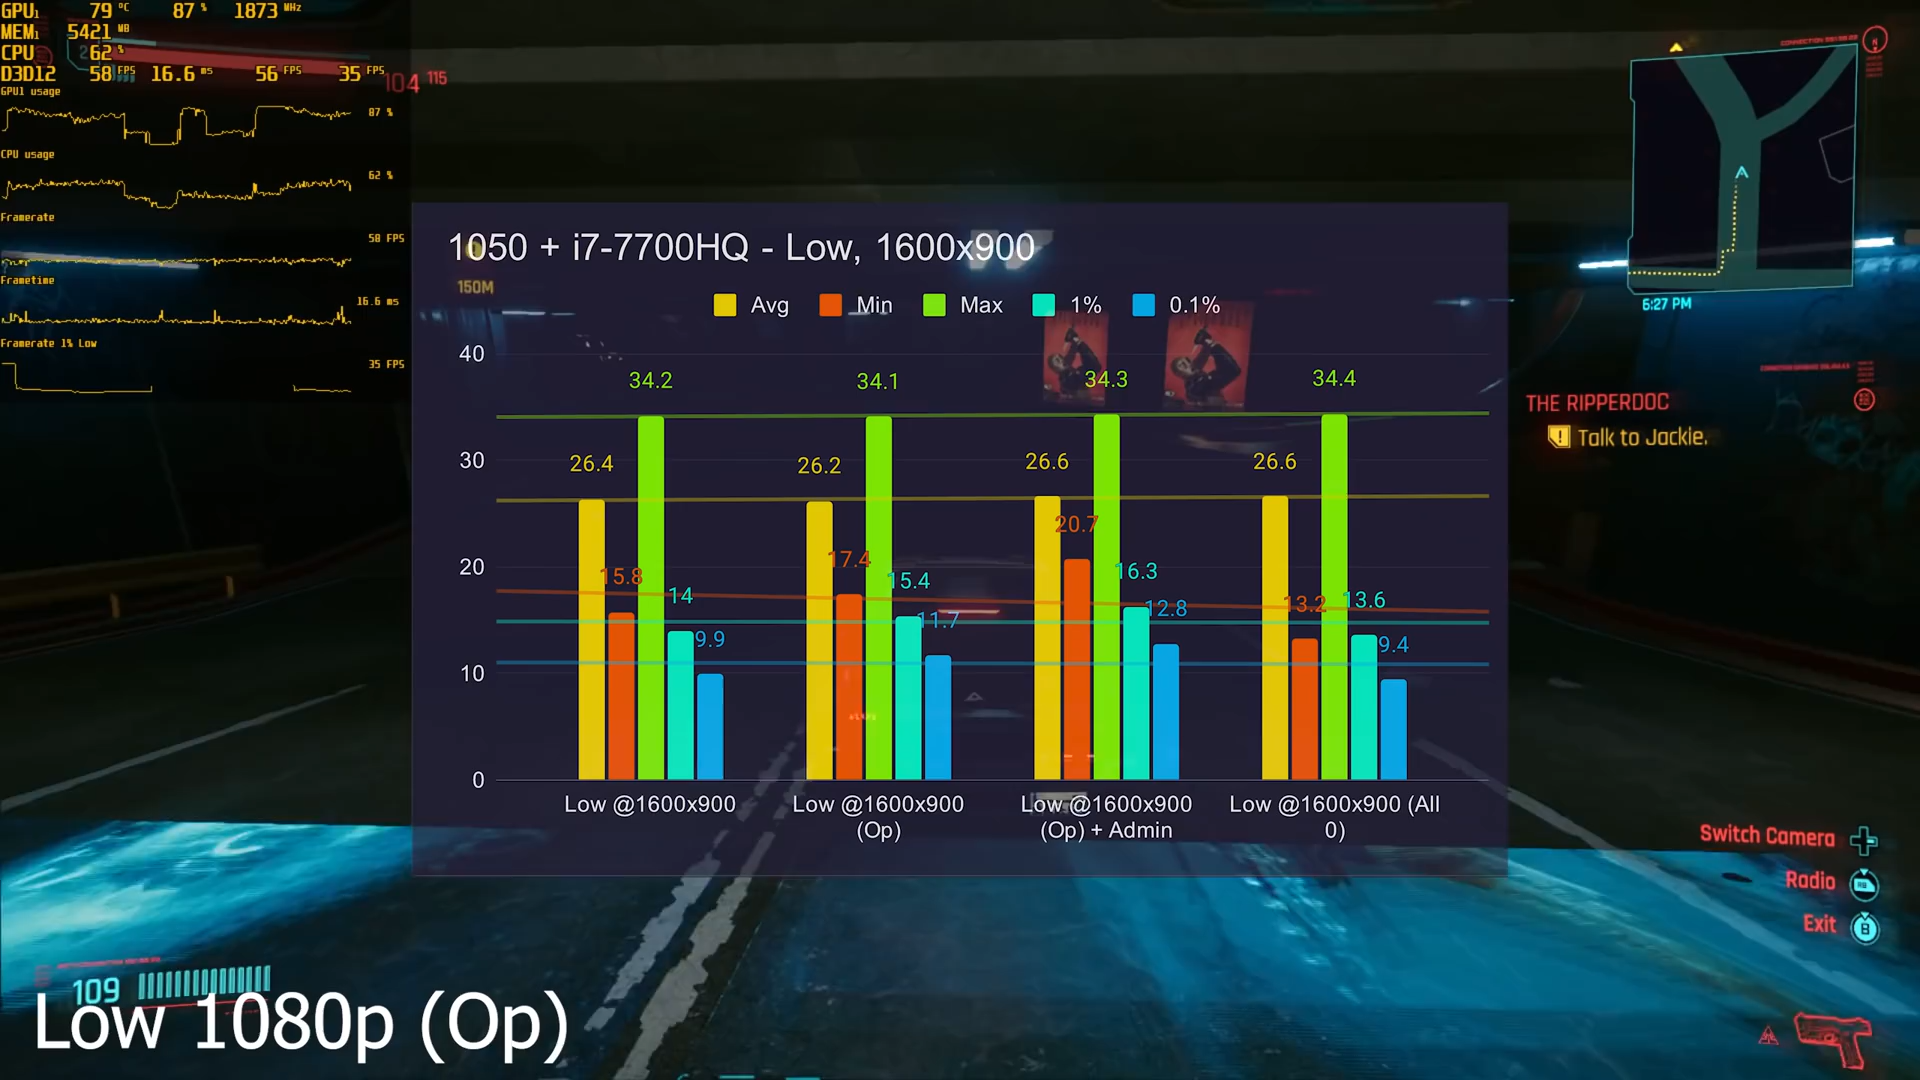 GPU1 79 °C 87 % 1873 MHz
MEM1 5421 MB
CPU 62 %
D3D12 58 FPS 16.6 ms 56 FPS 35 FPS
104 115
GPU1 usage
87 %
CPU usage
62 %
Framerate
58 FPS
Frametime
16.6 ms
Framerate 1% Low
35 FPS
1050 + i7-7700HQ - Low, 1600x900
150M
Avg Min Max 1% 0.1%
40
30
20
10
0
26.4 15.8 34.2 14 9.9
26.2 17.4 34.1 15.4 11.7
26.6 20.7 34.3 16.3 12.8
26.6 13.2 34.4 13.6 9.4
Low @1600x900
Low @1600x900
(Op)
Low @1600x900
(Op) + Admin
Low @1600x900 (All
0)
N
6:27 PM
THE RIPPERDOC
! Talk to Jackie.
Switch Camera
Radio
Exit B
109
Low 1080p (Op)